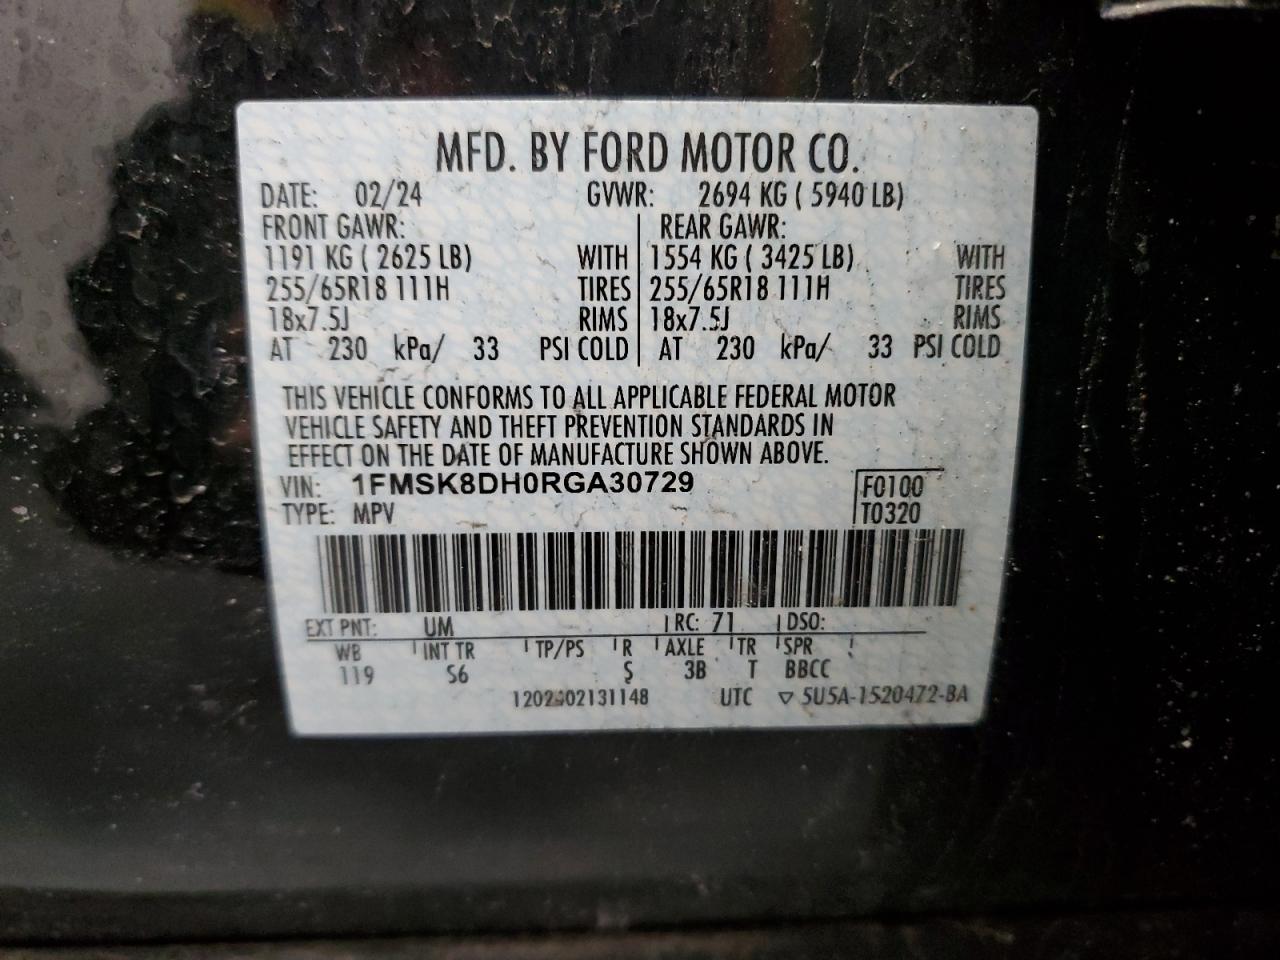 MFD. BY FORD MOTOR CO.
DATE: 02/24 GVWR: 2694 KG ( 5940 LB)
FRONT GAWR: REAR GAWR:
1191 KG ( 2625 LB) WITH 1554 KG ( 3425 LB) WITH
255/65R18 111H TIRES 255/65R18 111H TIRES
18x7.5J RIMS 18x7.5J RIMS
AT 230 kPa/ 33 PSI COLD AT 230 kPa/ 33 PSI COLD
THIS VEHICLE CONFORMS TO ALL APPLICABLE FEDERAL MOTOR
VEHICLE SAFETY AND THEFT PREVENTION STANDARDS IN
EFFECT ON THE DATE OF MANUFACTURE SHOWN ABOVE.
VIN: 1FMSK8DH0RGA30729 F0100
TYPE: MPV T0320
EXT PNT: UM RC: 71 DSO:
WB INT TR TP/PS R AXLE TR SPR
119 S6 S 3B T BBCC
UTC ▽ 5U5A-1520472-BA